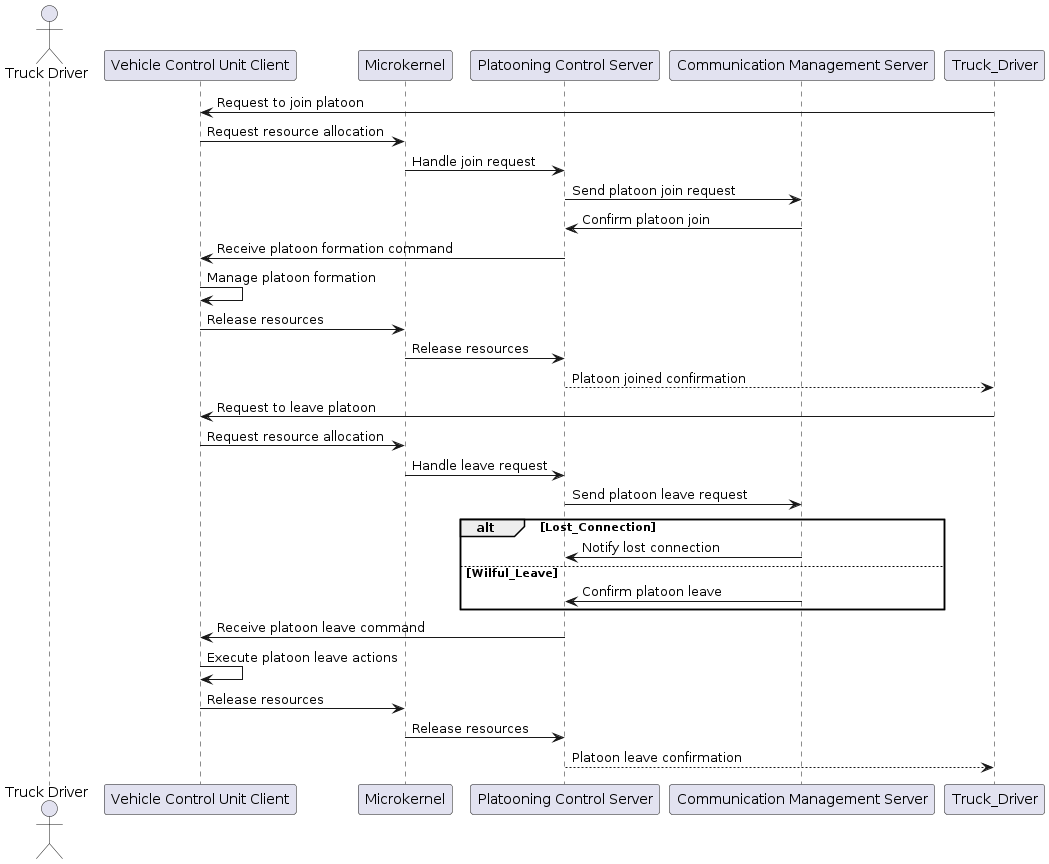 Truck Driver
Vehicle Control Unit Client
Microkernel
Platooning Control Server
Communication Management Server
Truck_Driver
Request to join platoon
Request resource allocation
Handle join request
Send platoon join request
Confirm platoon join
Receive platoon formation command
Manage platoon formation
Release resources
Release resources
Platoon joined confirmation
Request to leave platoon
Request resource allocation
Handle leave request
Send platoon leave request
alt [Lost_Connection]
Notify lost connection
[Wilful_Leave]
Confirm platoon leave
Receive platoon leave command
Execute platoon leave actions
Release resources
Release resources
Platoon leave confirmation
Truck Driver
Vehicle Control Unit Client
Microkernel
Platooning Control Server
Communication Management Server
Truck_Driver